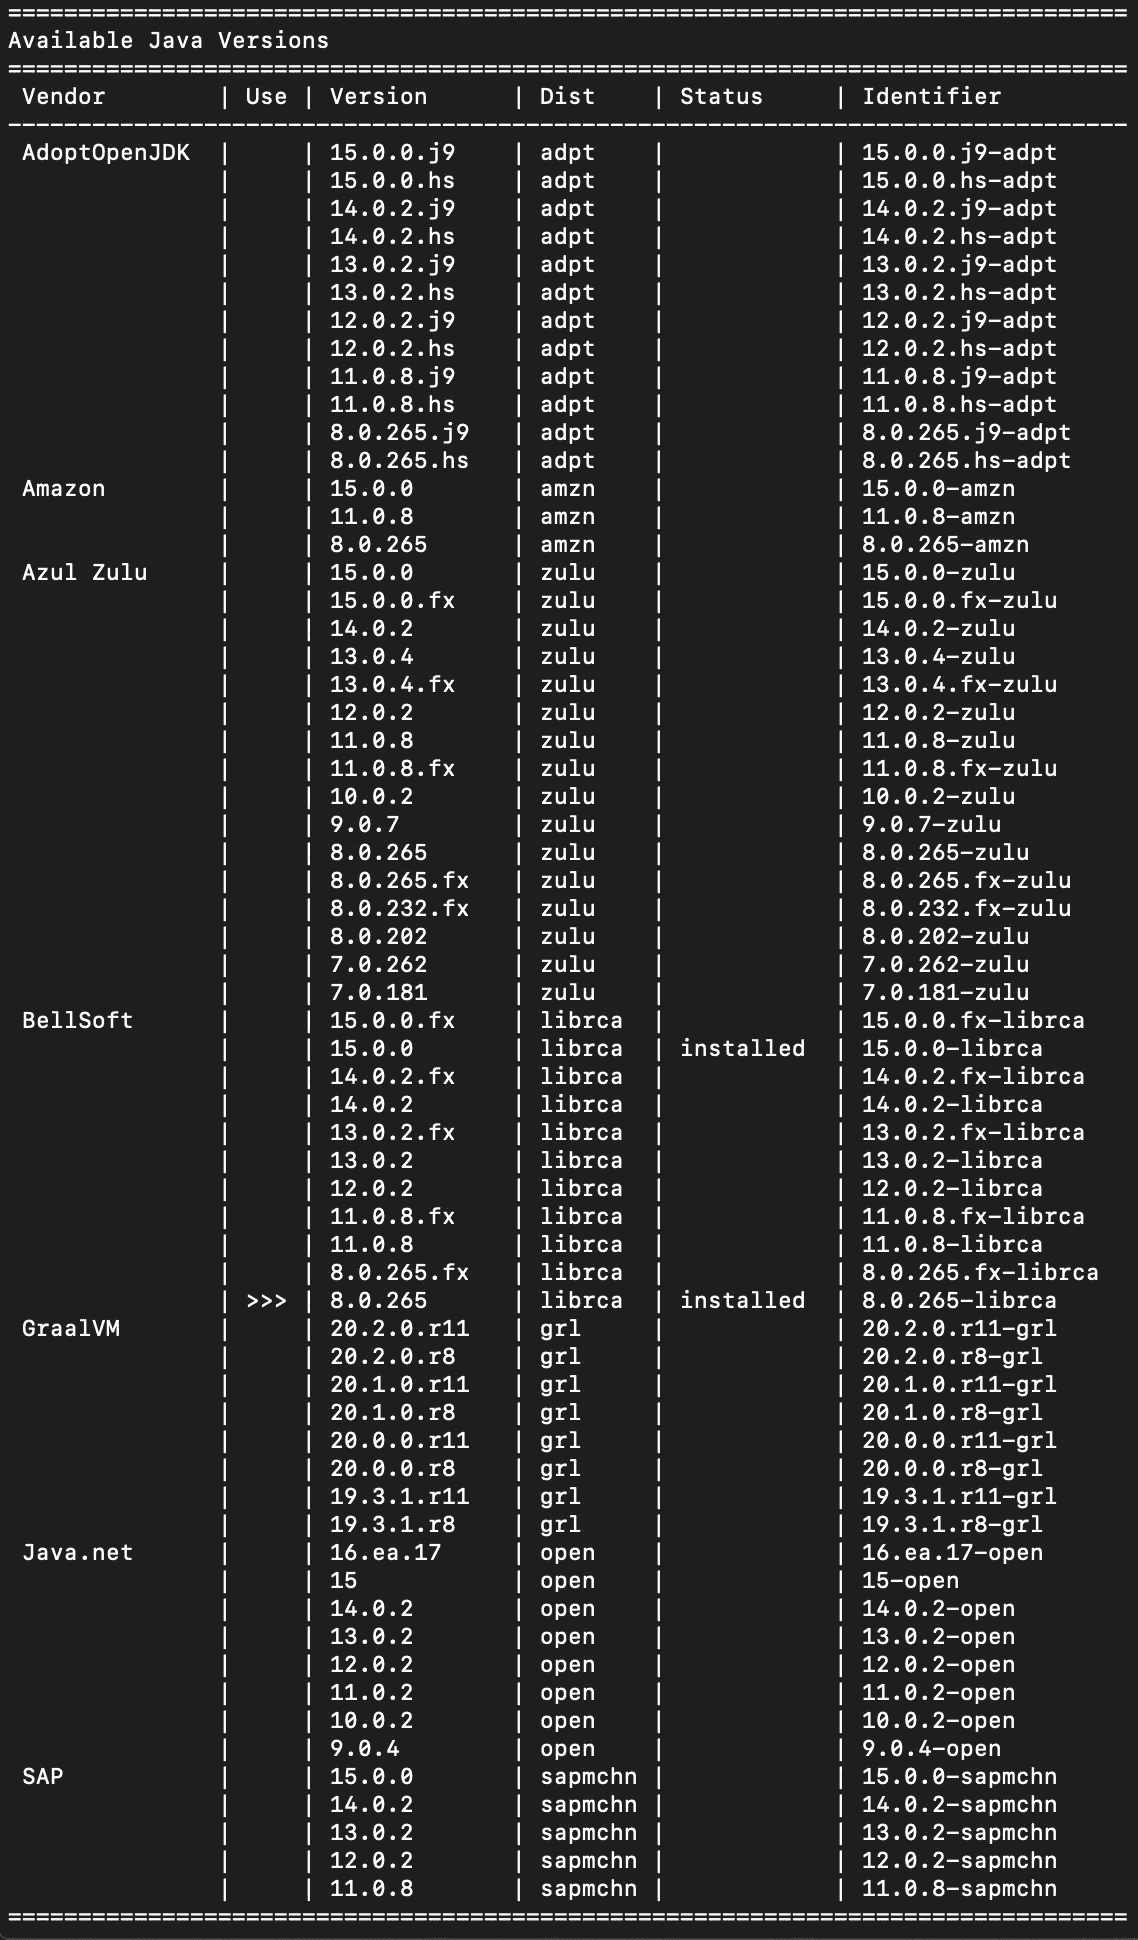 ================================================================================
Available Java Versions
================================================================================
 Vendor        | Use | Version      | Dist    | Status     | Identifier
--------------------------------------------------------------------------------
 AdoptOpenJDK  |     | 15.0.0.j9    | adpt    |            | 15.0.0.j9-adpt
               |     | 15.0.0.hs    | adpt    |            | 15.0.0.hs-adpt
               |     | 14.0.2.j9    | adpt    |            | 14.0.2.j9-adpt
               |     | 14.0.2.hs    | adpt    |            | 14.0.2.hs-adpt
               |     | 13.0.2.j9    | adpt    |            | 13.0.2.j9-adpt
               |     | 13.0.2.hs    | adpt    |            | 13.0.2.hs-adpt
               |     | 12.0.2.j9    | adpt    |            | 12.0.2.j9-adpt
               |     | 12.0.2.hs    | adpt    |            | 12.0.2.hs-adpt
               |     | 11.0.8.j9    | adpt    |            | 11.0.8.j9-adpt
               |     | 11.0.8.hs    | adpt    |            | 11.0.8.hs-adpt
               |     | 8.0.265.j9   | adpt    |            | 8.0.265.j9-adpt
               |     | 8.0.265.hs   | adpt    |            | 8.0.265.hs-adpt
 Amazon        |     | 15.0.0       | amzn    |            | 15.0.0-amzn
               |     | 11.0.8       | amzn    |            | 11.0.8-amzn
               |     | 8.0.265      | amzn    |            | 8.0.265-amzn
 Azul Zulu     |     | 15.0.0       | zulu    |            | 15.0.0-zulu
               |     | 15.0.0.fx    | zulu    |            | 15.0.0.fx-zulu
               |     | 14.0.2       | zulu    |            | 14.0.2-zulu
               |     | 13.0.4       | zulu    |            | 13.0.4-zulu
               |     | 13.0.4.fx    | zulu    |            | 13.0.4.fx-zulu
               |     | 12.0.2       | zulu    |            | 12.0.2-zulu
               |     | 11.0.8       | zulu    |            | 11.0.8-zulu
               |     | 11.0.8.fx    | zulu    |            | 11.0.8.fx-zulu
               |     | 10.0.2       | zulu    |            | 10.0.2-zulu
               |     | 9.0.7        | zulu    |            | 9.0.7-zulu
               |     | 8.0.265      | zulu    |            | 8.0.265-zulu
               |     | 8.0.265.fx   | zulu    |            | 8.0.265.fx-zulu
               |     | 8.0.232.fx   | zulu    |            | 8.0.232.fx-zulu
               |     | 8.0.202      | zulu    |            | 8.0.202-zulu
               |     | 7.0.262      | zulu    |            | 7.0.262-zulu
               |     | 7.0.181      | zulu    |            | 7.0.181-zulu
 BellSoft      |     | 15.0.0.fx    | librca  |            | 15.0.0.fx-librca
               |     | 15.0.0       | librca  | installed  | 15.0.0-librca
               |     | 14.0.2.fx    | librca  |            | 14.0.2.fx-librca
               |     | 14.0.2       | librca  |            | 14.0.2-librca
               |     | 13.0.2.fx    | librca  |            | 13.0.2.fx-librca
               |     | 13.0.2       | librca  |            | 13.0.2-librca
               |     | 12.0.2       | librca  |            | 12.0.2-librca
               |     | 11.0.8.fx    | librca  |            | 11.0.8.fx-librca
               |     | 11.0.8       | librca  |            | 11.0.8-librca
               |     | 8.0.265.fx   | librca  |            | 8.0.265.fx-librca
               | >>> | 8.0.265      | librca  | installed  | 8.0.265-librca
 GraalVM       |     | 20.2.0.r11   | grl     |            | 20.2.0.r11-grl
               |     | 20.2.0.r8    | grl     |            | 20.2.0.r8-grl
               |     | 20.1.0.r11   | grl     |            | 20.1.0.r11-grl
               |     | 20.1.0.r8    | grl     |            | 20.1.0.r8-grl
               |     | 20.0.0.r11   | grl     |            | 20.0.0.r11-grl
               |     | 20.0.0.r8    | grl     |            | 20.0.0.r8-grl
               |     | 19.3.1.r11   | grl     |            | 19.3.1.r11-grl
               |     | 19.3.1.r8    | grl     |            | 19.3.1.r8-grl
 Java.net      |     | 16.ea.17     | open    |            | 16.ea.17-open
               |     | 15           | open    |            | 15-open
               |     | 14.0.2       | open    |            | 14.0.2-open
               |     | 13.0.2       | open    |            | 13.0.2-open
               |     | 12.0.2       | open    |            | 12.0.2-open
               |     | 11.0.2       | open    |            | 11.0.2-open
               |     | 10.0.2       | open    |            | 10.0.2-open
               |     | 9.0.4        | open    |            | 9.0.4-open
 SAP           |     | 15.0.0       | sapmchn |            | 15.0.0-sapmchn
               |     | 14.0.2       | sapmchn |            | 14.0.2-sapmchn
               |     | 13.0.2       | sapmchn |            | 13.0.2-sapmchn
               |     | 12.0.2       | sapmchn |            | 12.0.2-sapmchn
               |     | 11.0.8       | sapmchn |            | 11.0.8-sapmchn
================================================================================